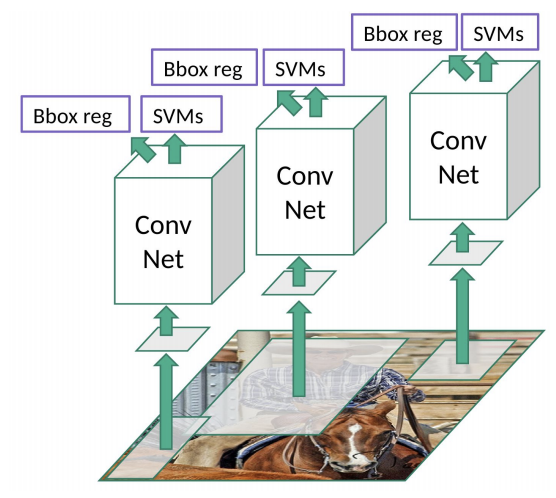 Bbox reg
SVMs
Bbox reg
SVMs
Bbox reg
SVMs
Conv
Net
Conv
Net
Conv
Net